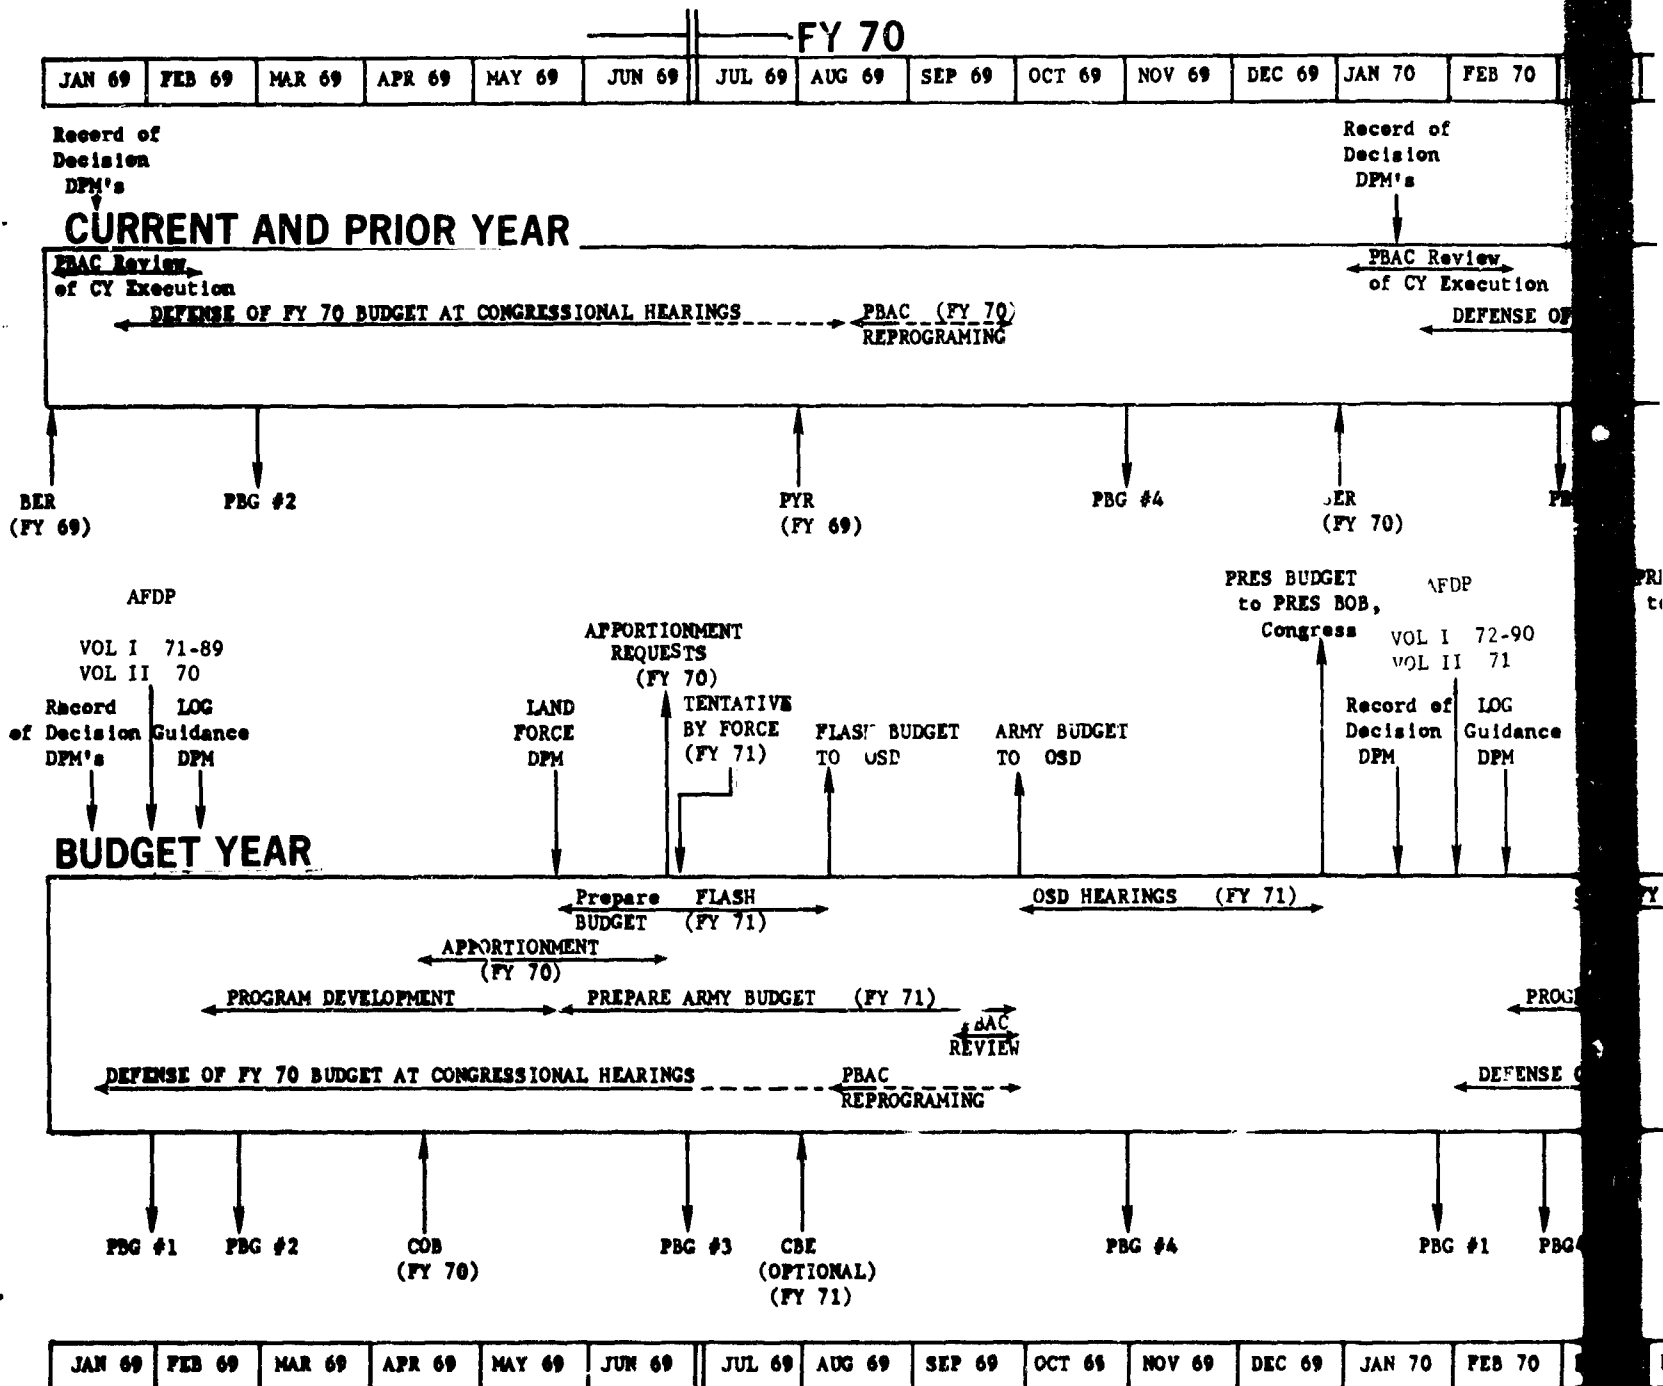 FY 70
JAN 69 FEB 69 MAR 69 APR 69 MAY 69 JUN 69 JUL 69 AUG 69 SEP 69 OCT 69 NOV 69 DEC 69 JAN 70 FEB 70
Record of
Decision
DPM's
Record of
Decision
DPM's
CURRENT AND PRIOR YEAR
PBAC Review
of CY Execution
PBAC Review
of CY Execution
DEFENSE OF FY 70 BUDGET AT CONGRESSIONAL HEARINGS
PBAC (FY 70)
REPROGRAMING
DEFENSE OF
BER
(FY 69)
PBG #2
PYR
(FY 69)
PBG #4
ER
(FY 70)
AFDP
VOL I 71-89
VOL II 70
Record
of Decision
DPM's
LOG
Guidance
DPM
LAND
FORCE
DPM
APPORTIONMENT
REQUESTS
(FY 70)
TENTATIVE
BY FORCE
(FY 71)
FLASH BUDGET
TO OSD
ARMY BUDGET
TO OSD
PRES BUDGET
to PRES BOB,
Congress
AFDP
VOL I 72-90
VOL II 71
Record of
Decision
DPM
LOG
Guidance
DPM
BUDGET YEAR
Prepare FLASH
BUDGET (FY 71)
OSD HEARINGS (FY 71)
APPORTIONMENT
(FY 70)
PROGRAM DEVELOPMENT
PREPARE ARMY BUDGET (FY 71)
BAC
REVIEW
PROG
DEFENSE OF FY 70 BUDGET AT CONGRESSIONAL HEARINGS
PBAC
REPROGRAMING
DEFENSE
PBG #1
PBG #2
COB
(FY 70)
PBG #3
CBE
(OPTIONAL)
(FY 71)
PBG #4
PBG #1
PBG
JAN 69 FEB 69 MAR 69 APR 69 MAY 69 JUN 69 JUL 69 AUG 69 SEP 69 OCT 69 NOV 69 DEC 69 JAN 70 FEB 70